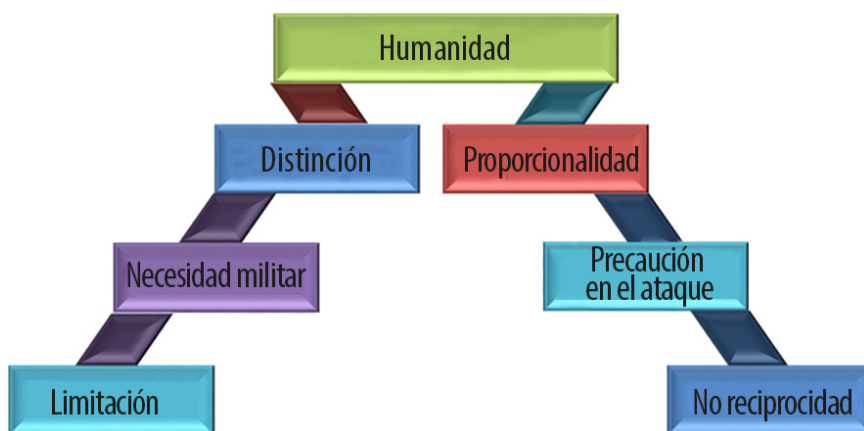 Humanidad
Distinción
Proporcionalidad
Necesidad militar
Precaución
en el ataque
Limitación
No reciprocidad